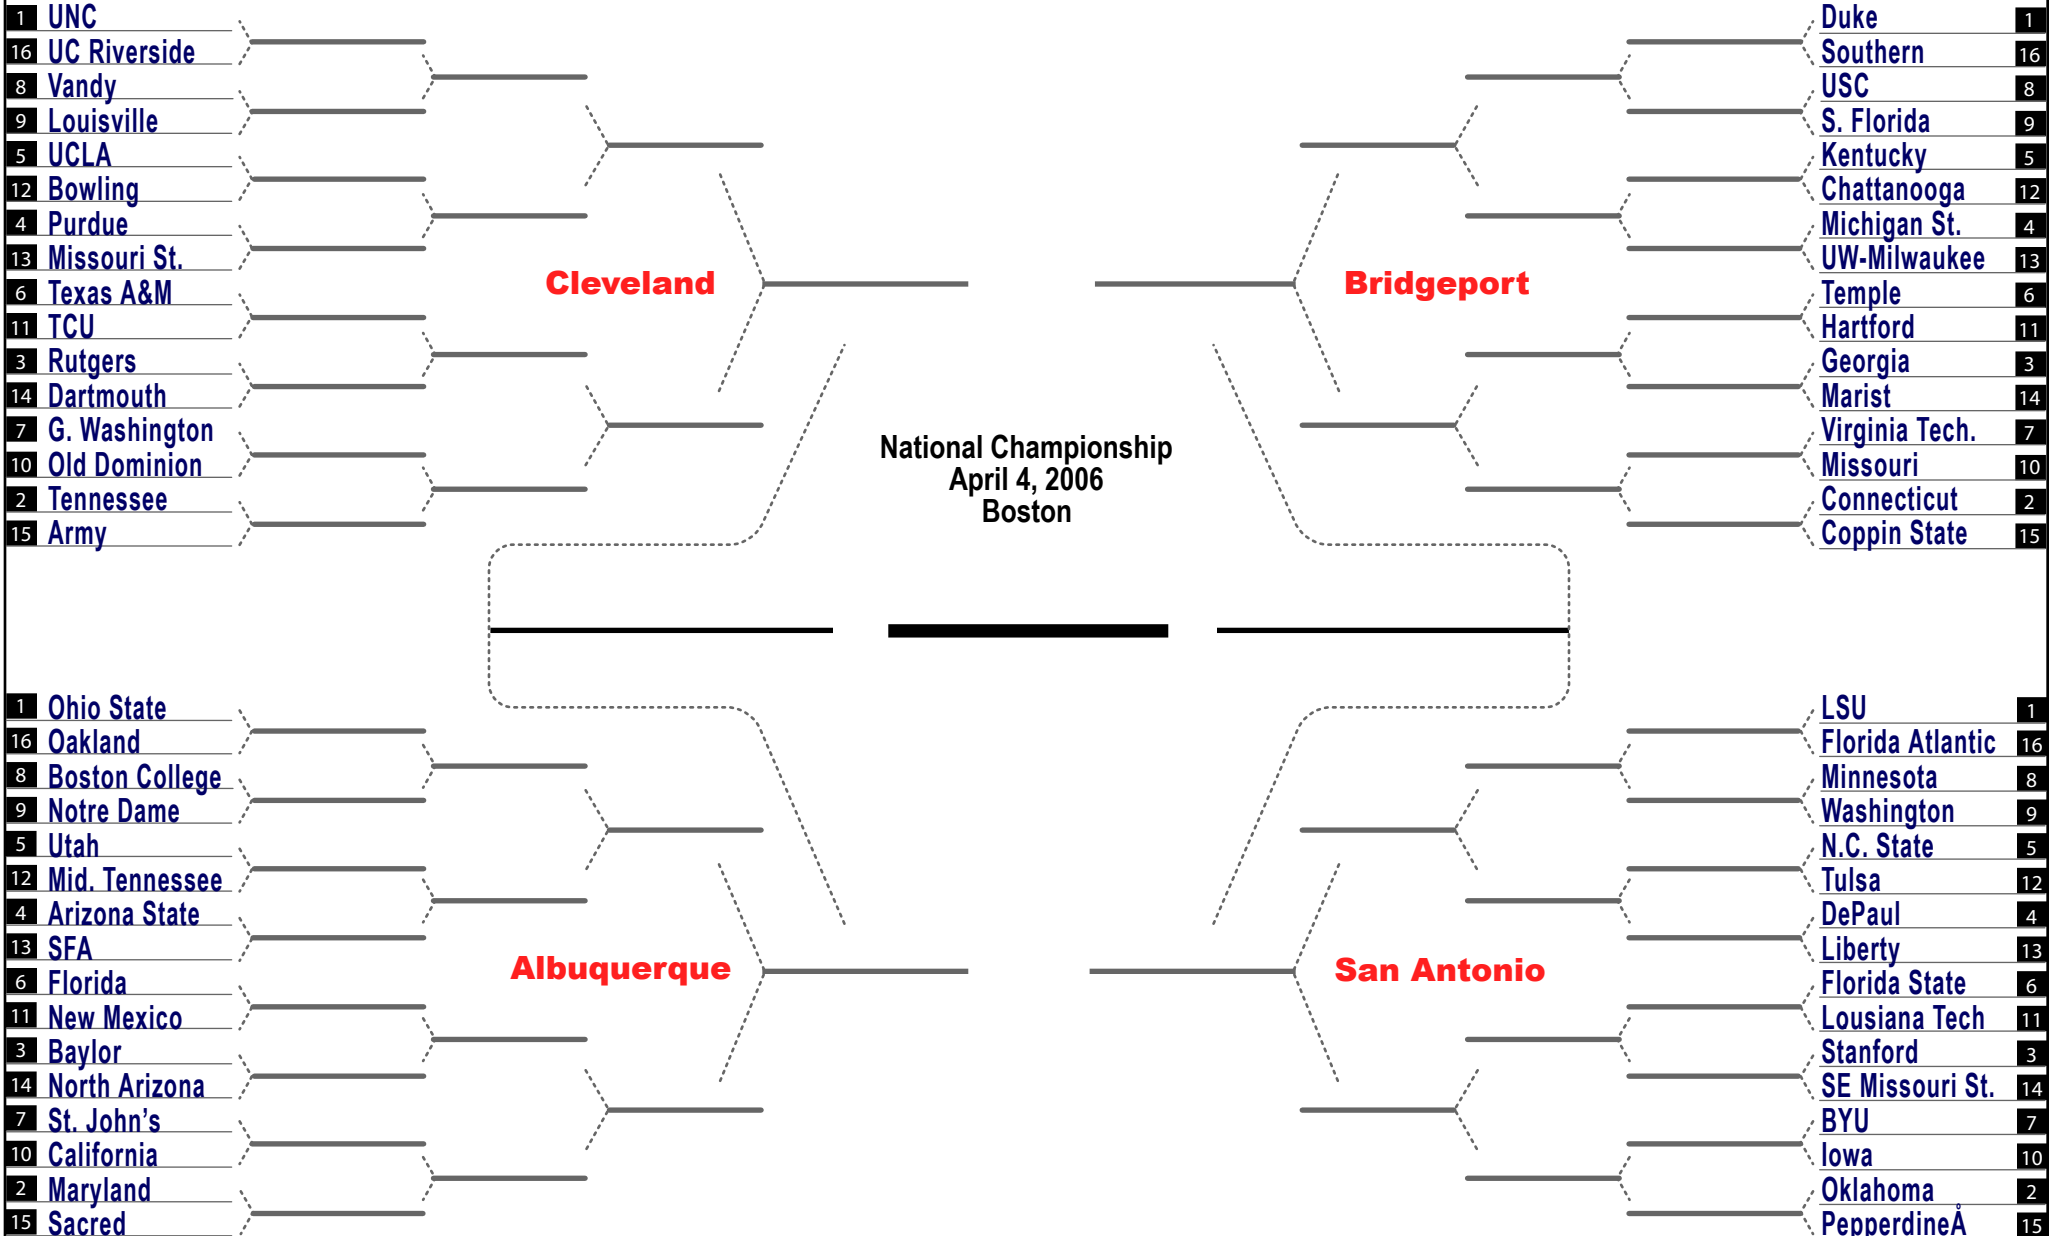 1 UNC
16 UC Riverside
8 Vandy
9 Louisville
5 UCLA
12 Bowling
4 Purdue
13 Missouri St.
6 Texas A&M
11 TCU
3 Rutgers
14 Dartmouth
7 G. Washington
10 Old Dominion
2 Tennessee
15 Army
Cleveland
Duke 1
Southern 16
USC 8
S. Florida 9
Kentucky 5
Chattanooga 12
Michigan St. 4
UW-Milwaukee 13
Temple 6
Hartford 11
Georgia 3
Marist 14
Virginia Tech. 7
Missouri 10
Connecticut 2
Coppin State 15
Bridgeport
National Championship
April 4, 2006
Boston
1 Ohio State
16 Oakland
8 Boston College
9 Notre Dame
5 Utah
12 Mid. Tennessee
4 Arizona State
13 SFA
6 Florida
11 New Mexico
3 Baylor
14 North Arizona
7 St. John’s
10 California
2 Maryland
15 Sacred
Albuquerque
LSU 1
Florida Atlantic 16
Minnesota 8
Washington 9
N.C. State 5
Tulsa 12
DePaul 4
Liberty 13
Florida State 6
Lousiana Tech 11
Stanford 3
SE Missouri St. 14
BYU 7
Iowa 10
Oklahoma 2
PepperdineÅ 15
San Antonio